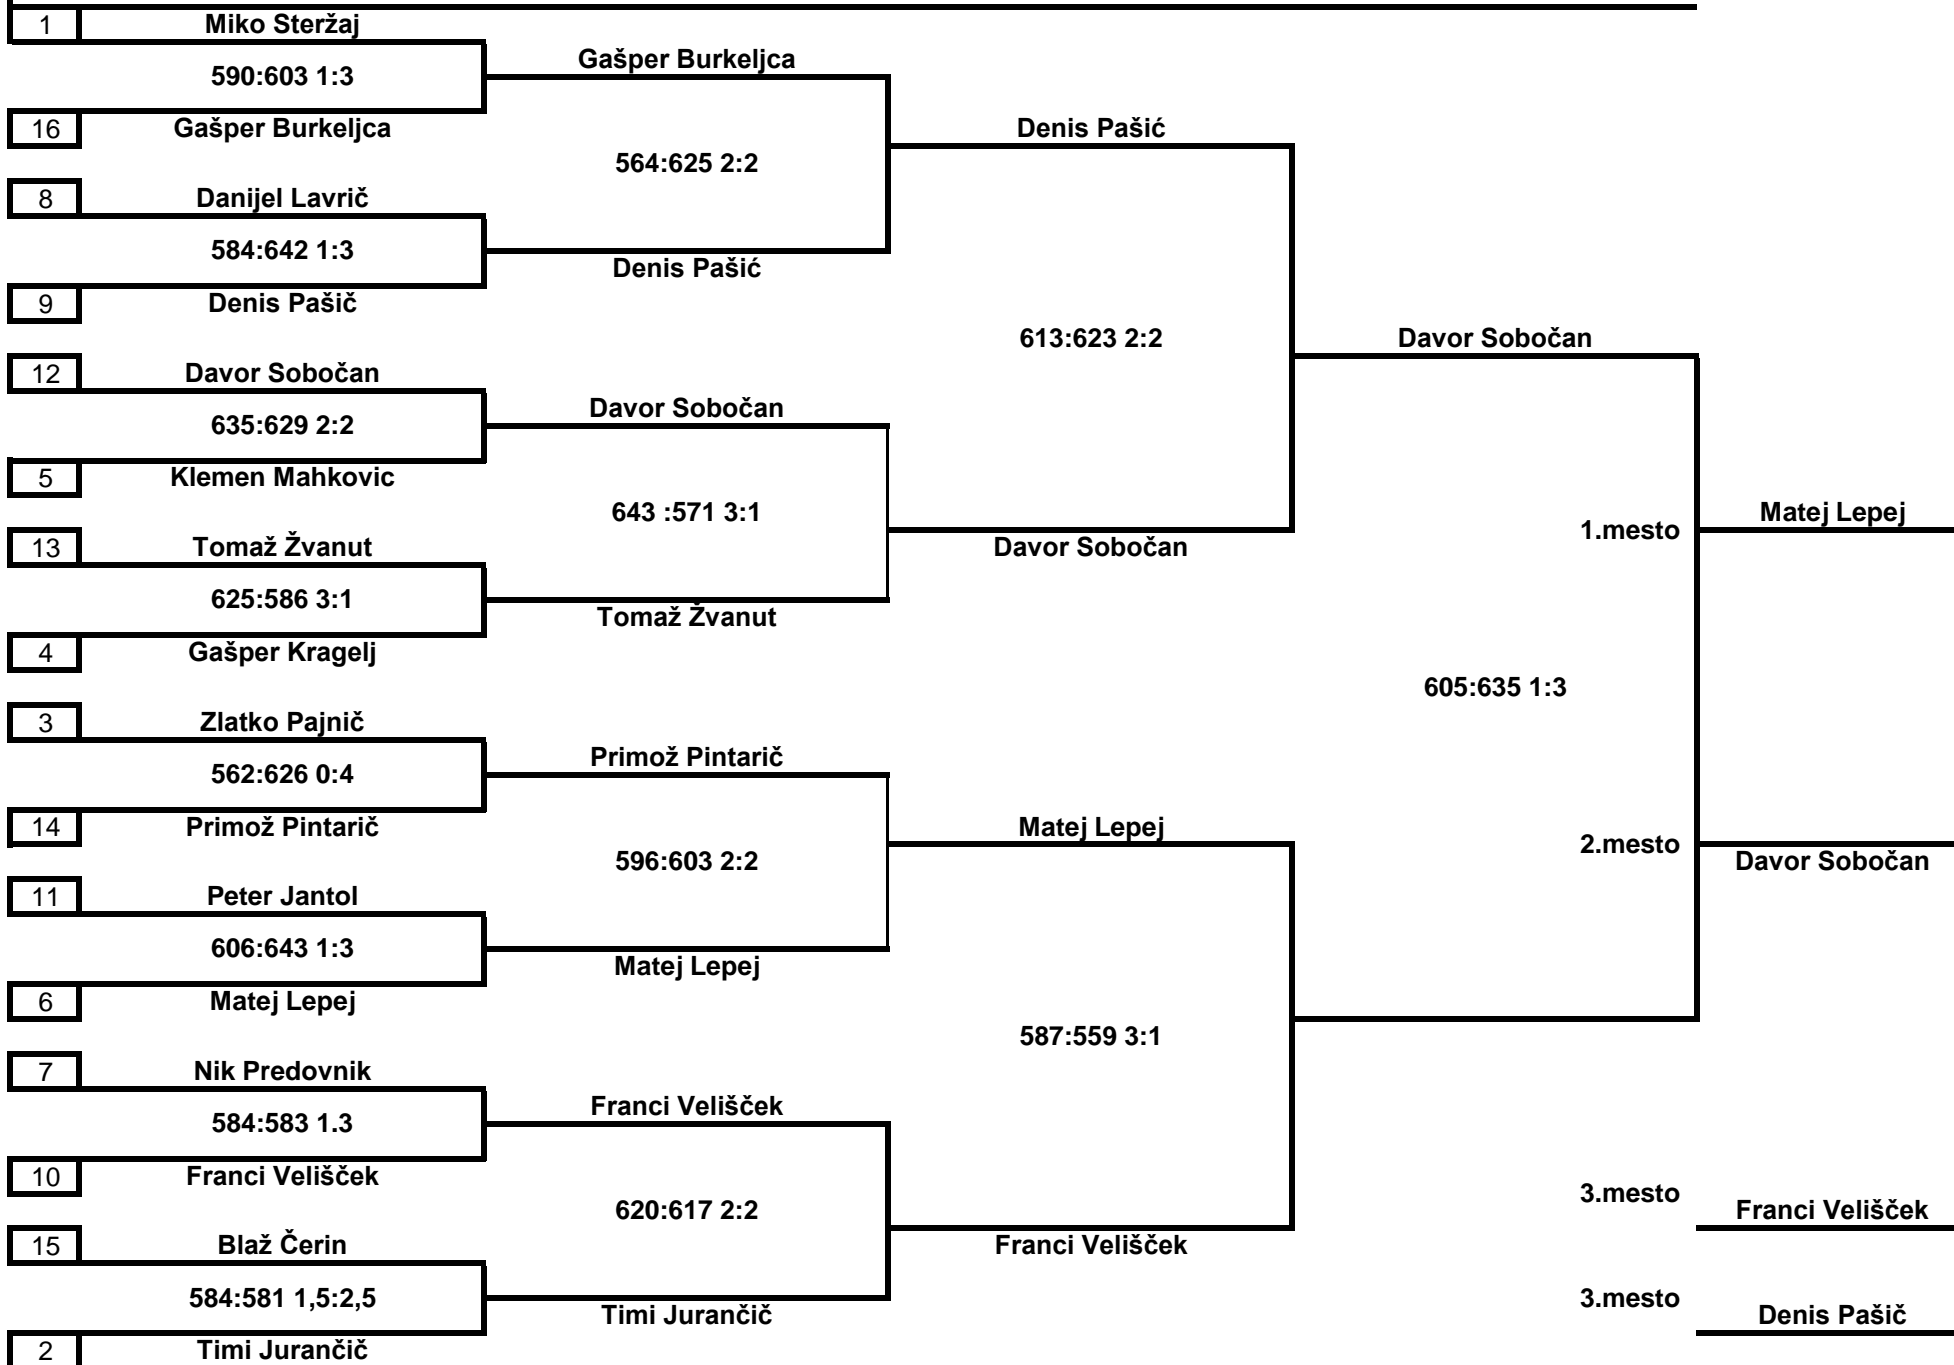 1 Miko Steržaj
Gašper Burkeljca
590:603 1:3
16 Gašper Burkeljca
Denis Pašić
564:625 2:2
8 Danijel Lavrič
584:642 1:3
Denis Pašić
9 Denis Pašič
613:623 2:2
Davor Sobočan
12 Davor Sobočan
Davor Sobočan
635:629 2:2
5 Klemen Mahkovic
643 :571 3:1
Matej Lepej
1.mesto
13 Tomaž Žvanut
Davor Sobočan
625:586 3:1
Tomaž Žvanut
4 Gašper Kragelj
605:635 1:3
3 Zlatko Pajnič
Primož Pintarič
562:626 0:4
14 Primož Pintarič
Matej Lepej
2.mesto
596:603 2:2
Davor Sobočan
11 Peter Jantol
606:643 1:3
Matej Lepej
6 Matej Lepej
587:559 3:1
7 Nik Predovnik
Franci Velišček
584:583 1.3
10 Franci Velišček
3.mesto
620:617 2:2
Franci Velišček
15 Blaž Čerin
Franci Velišček
584:581 1,5:2,5
3.mesto
Timi Jurančič
Denis Pašič
2 Timi Jurančič